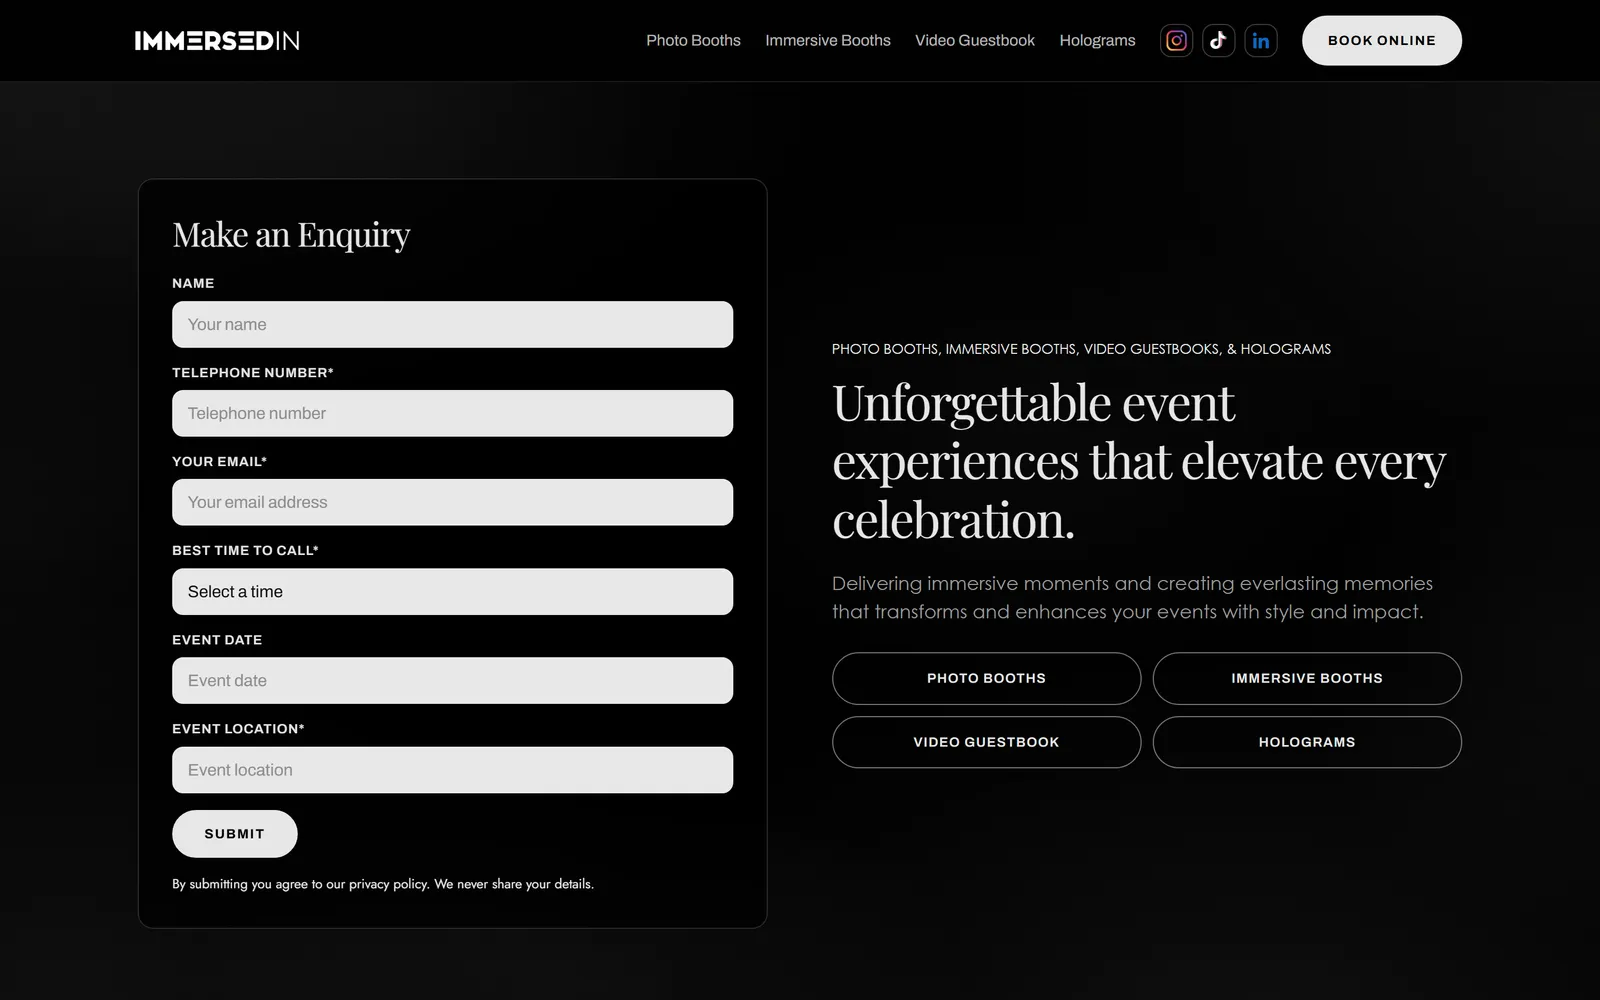 IMMERSEDIN
Photo Booths
Immersive Booths
Video Guestbook
Holograms
in
BOOK ONLINE
Make an Enquiry
NAME
Your name
TELEPHONE NUMBER*
Telephone number
YOUR EMAIL*
Your email address
BEST TIME TO CALL*
Select a time
EVENT DATE
Event date
EVENT LOCATION*
Event location
SUBMIT
By submitting you agree to our privacy policy. We never share your details.
PHOTO BOOTHS, IMMERSIVE BOOTHS, VIDEO GUESTBOOKS, & HOLOGRAMS
Unforgettable event
experiences that elevate every
celebration.
Delivering immersive moments and creating everlasting memories
that transforms and enhances your events with style and impact.
PHOTO BOOTHS
IMMERSIVE BOOTHS
VIDEO GUESTBOOK
HOLOGRAMS